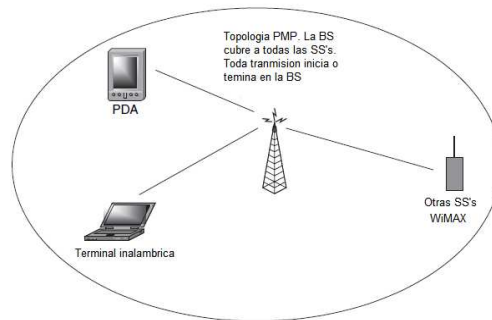 Topologia PMP. La BS
cubre a todas las SS's.
Toda tranmision inicia o
temina en la BS
PDA
Otras SS's
WiMAX
Terminal inalambrica